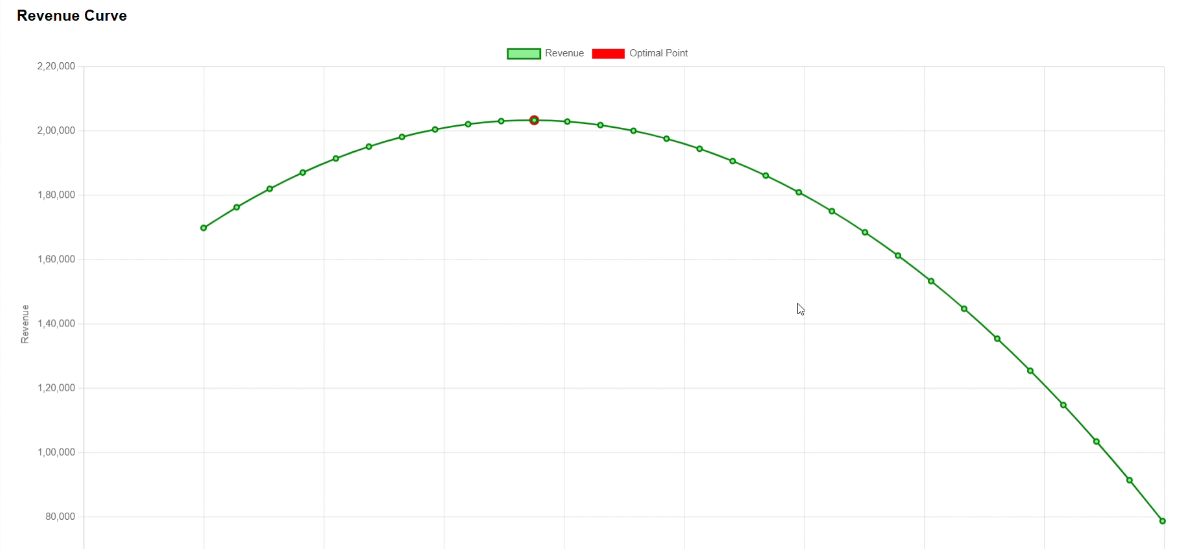 Revenue Curve
Revenue Optimal Point
2,20,000
2,00,000
1,80,000
1,60,000
Revenue
1,40,000
1,20,000
1,00,000
80,000